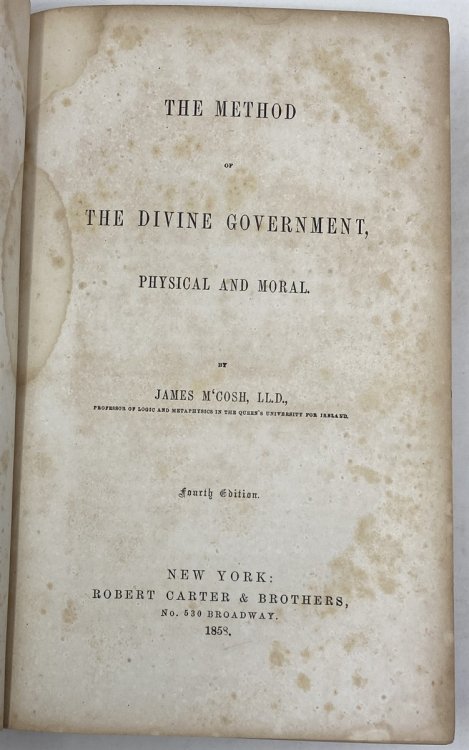 THE METHOD
OF
THE DIVINE GOVERNMENT,
PHYSICAL AND MORAL.
BY
JAMES M‘COSH, LL.D.,
PROFESSOR OF LOGIC AND METAPHYSICS IN THE QUEEN'S UNIVERSITY FOR IRELAND.
Fourth Edition.
NEW YORK:
ROBERT CARTER & BROTHERS,
No. 530 BROADWAY.
1858.